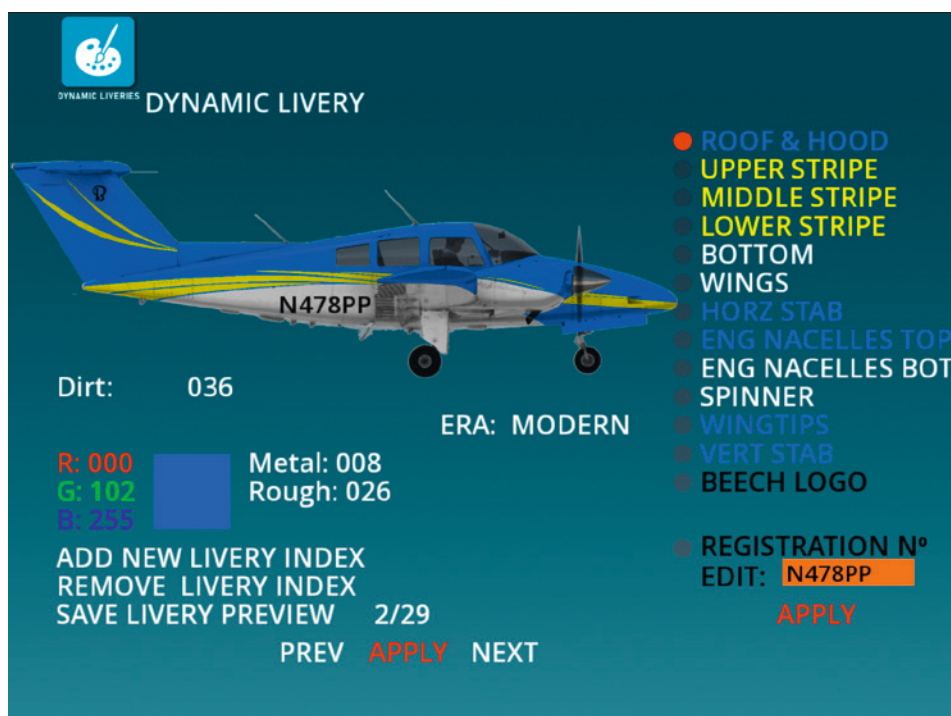 DYNAMIC LIVERIES
DYNAMIC LIVERY
ROOF & HOOD
UPPER STRIPE
MIDDLE STRIPE
LOWER STRIPE
BOTTOM
WINGS
HORZ STAB
ENG NACELLES TOP
ENG NACELLES BOT
SPINNER
WINGTIPS
VERT STAB
BEECH LOGO
N478PP
Dirt: 036
ERA: MODERN
R: 000
G: 102
B: 255
Metal: 008
Rough: 026
ADD NEW LIVERY INDEX
REMOVE LIVERY INDEX
SAVE LIVERY PREVIEW 2/29
PREV APPLY NEXT
REGISTRATION Nº
EDIT: N478PP
APPLY